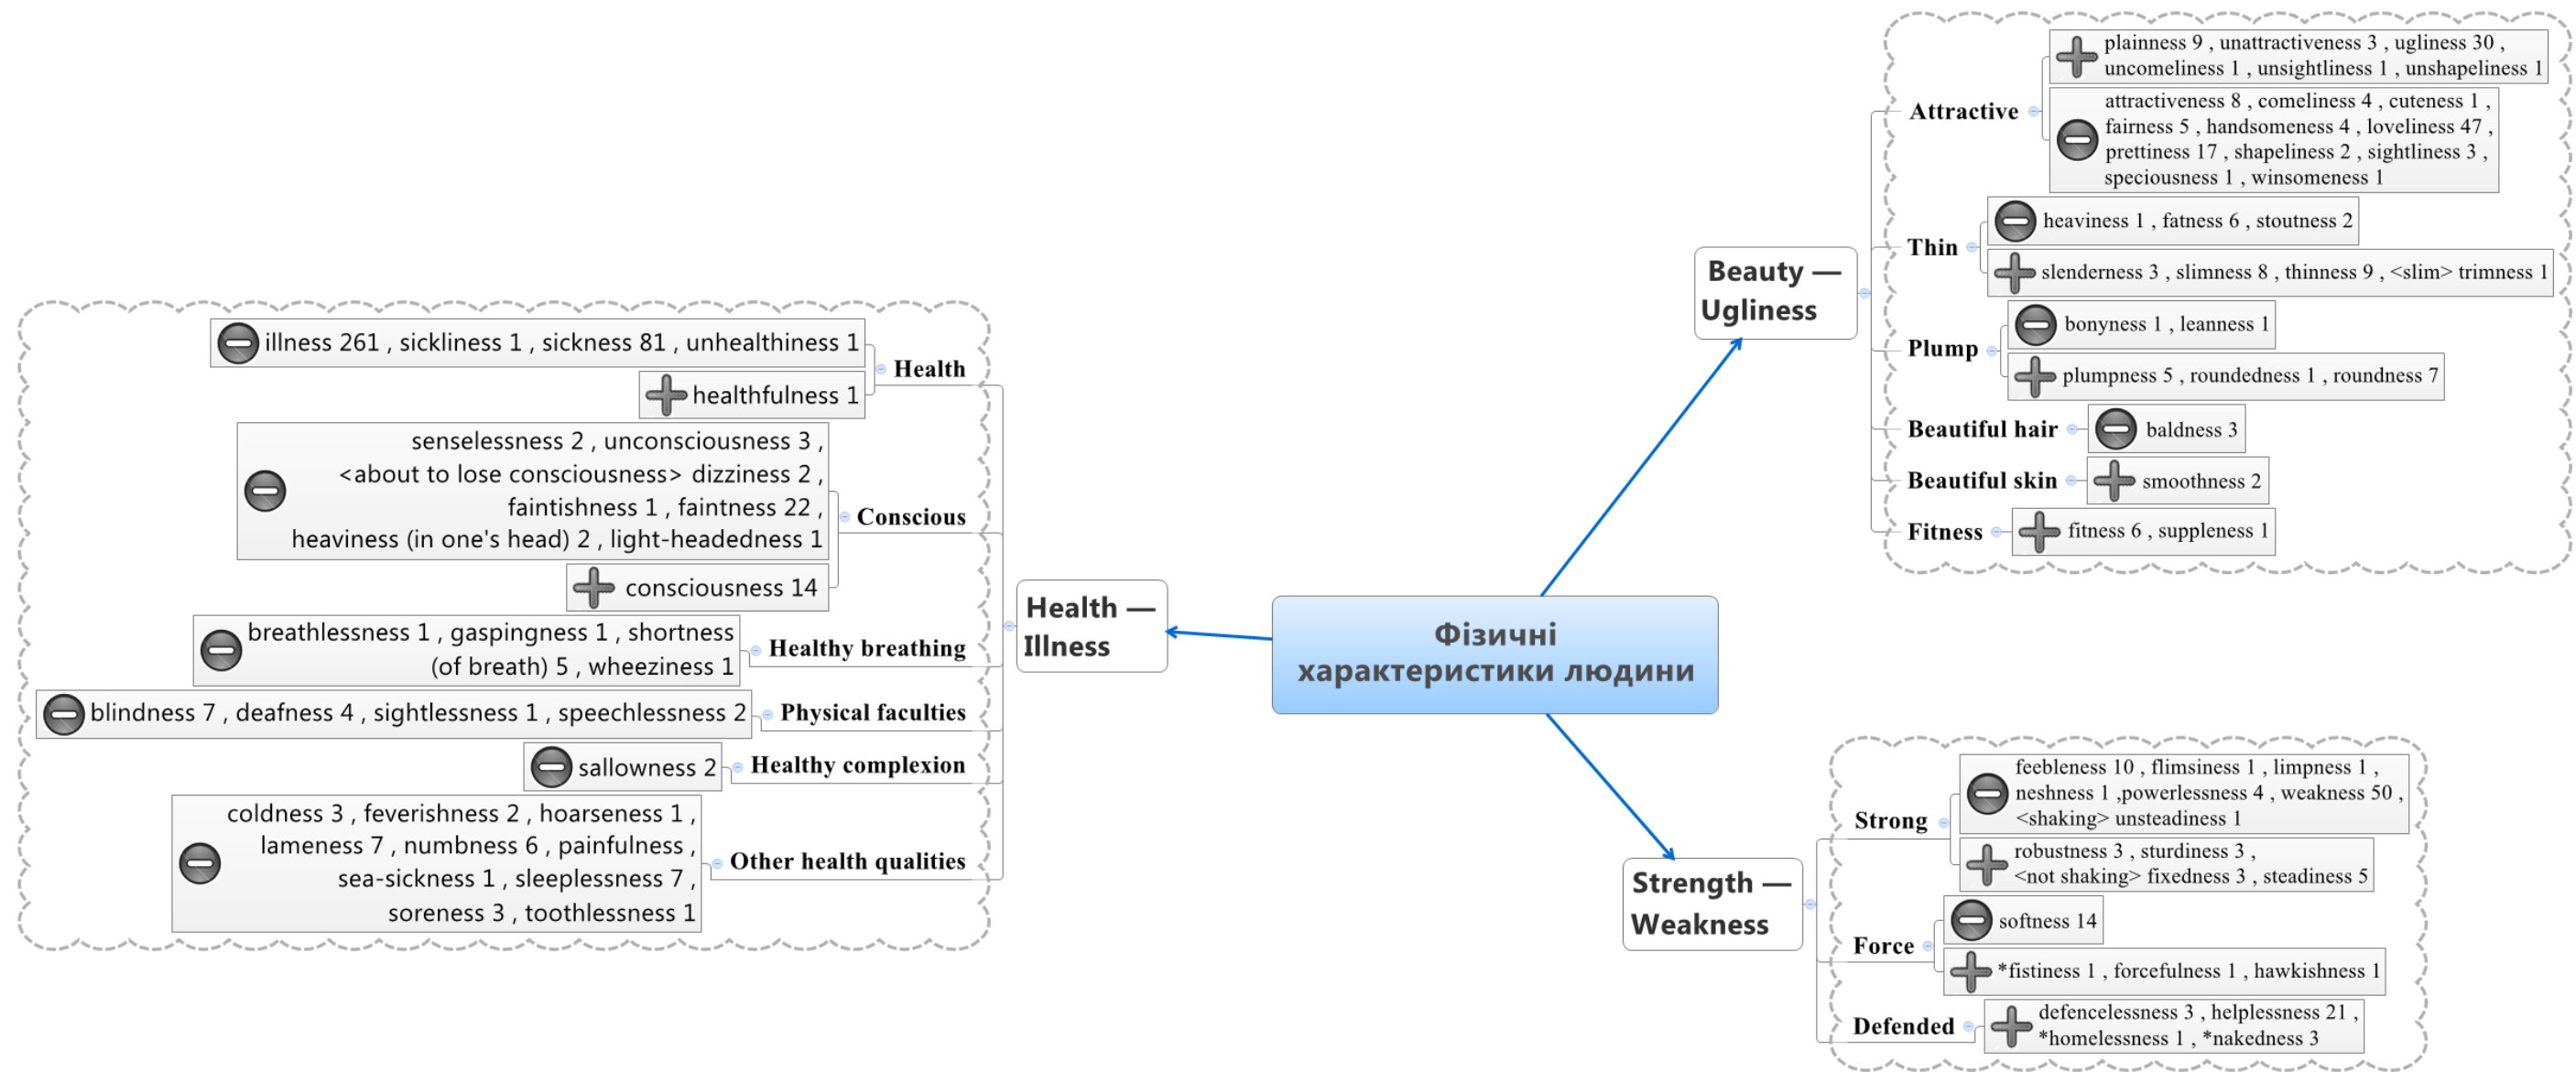 illness 261 , sickliness 1 , sickness 81 , unhealthiness 1
healthfulness 1
Health
senselessness 2 , unconsciousness 3 ,
<about to lose consciousness> dizziness 2 ,
faintishness 1 , faintness 22 ,
heaviness (in one's head) 2 , light-headedness 1
consciousness 14
Conscious
breathlessness 1 , gaspingness 1 , shortness
(of breath) 5 , wheeziness 1
Healthy breathing
blindness 7 , deafness 4 , sightlessness 1 , speechlessness 2
Physical faculties
sallowness 2
Healthy complexion
coldness 3 , feverishness 2 , hoarseness 1 ,
lameness 7 , numbness 6 , painfulness ,
sea-sickness 1 , sleeplessness 7 ,
soreness 3 , toothlessness 1
Other health qualities
Health —
Illness
Фізичні
характеристики людини
Beauty —
Ugliness
Attractive
plainness 9 , unattractiveness 3 , ugliness 30 ,
uncomeliness 1 , unsightliness 1 , unshapeliness 1
attractiveness 8 , comeliness 4 , cuteness 1 ,
fairness 5 , handsomeness 4 , loveliness 47 ,
prettiness 17 , shapeliness 2 , sightliness 3 ,
speciousness 1 , winsomeness 1
Thin
heaviness 1 , fatness 6 , stoutness 2
slenderness 3 , slimness 8 , thinness 9 , <slim> trimness 1
Plump
bonyness 1 , leanness 1
plumpness 5 , roundedness 1 , roundness 7
Beautiful hair
baldness 3
Beautiful skin
smoothness 2
Fitness
fitness 6 , suppleness 1
Strength —
Weakness
Strong
feebleness 10 , flimsiness 1 , limpness 1 ,
neshness 1 ,powerlessness 4 , weakness 50 ,
<shaking> unsteadiness 1
robustness 3 , sturdiness 3 ,
<not shaking> fixedness 3 , steadiness 5
Force
softness 14
*fistiness 1 , forcefulness 1 , hawkishness 1
Defended
defencelessness 3 , helplessness 21 ,
*homelessness 1 , *nakedness 3